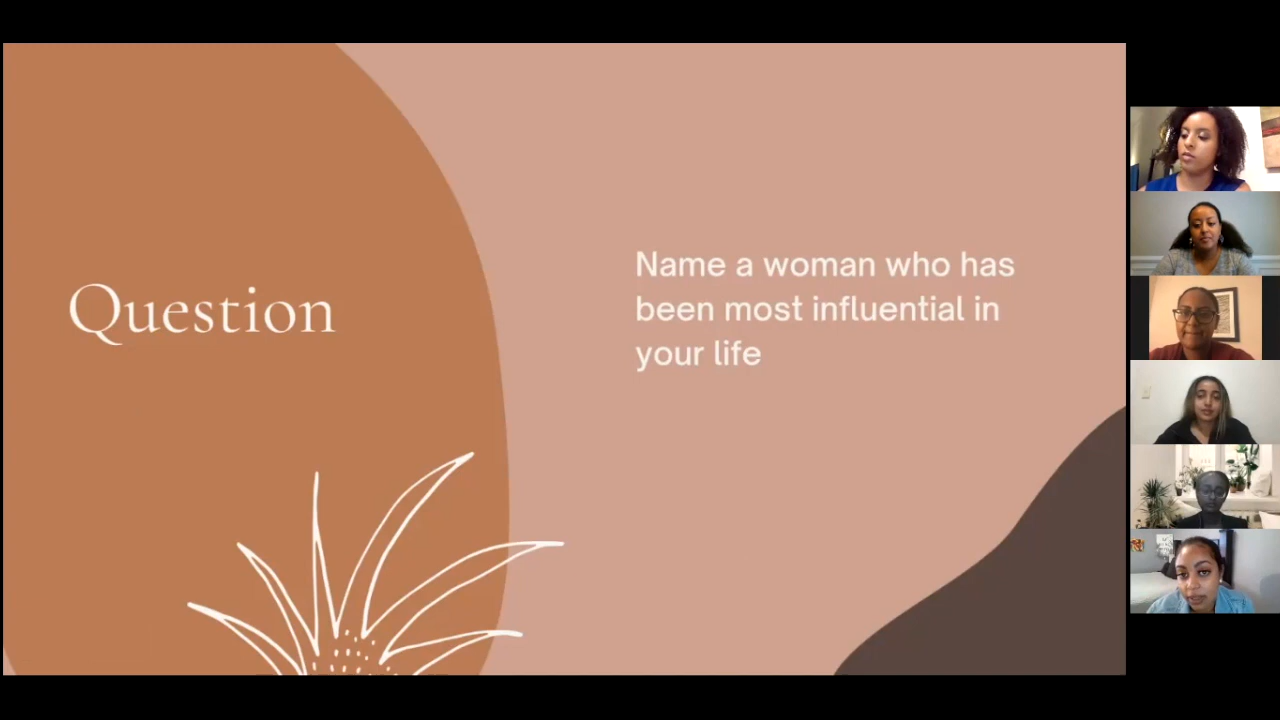 Question
Name a woman who has
been most influential in
your life